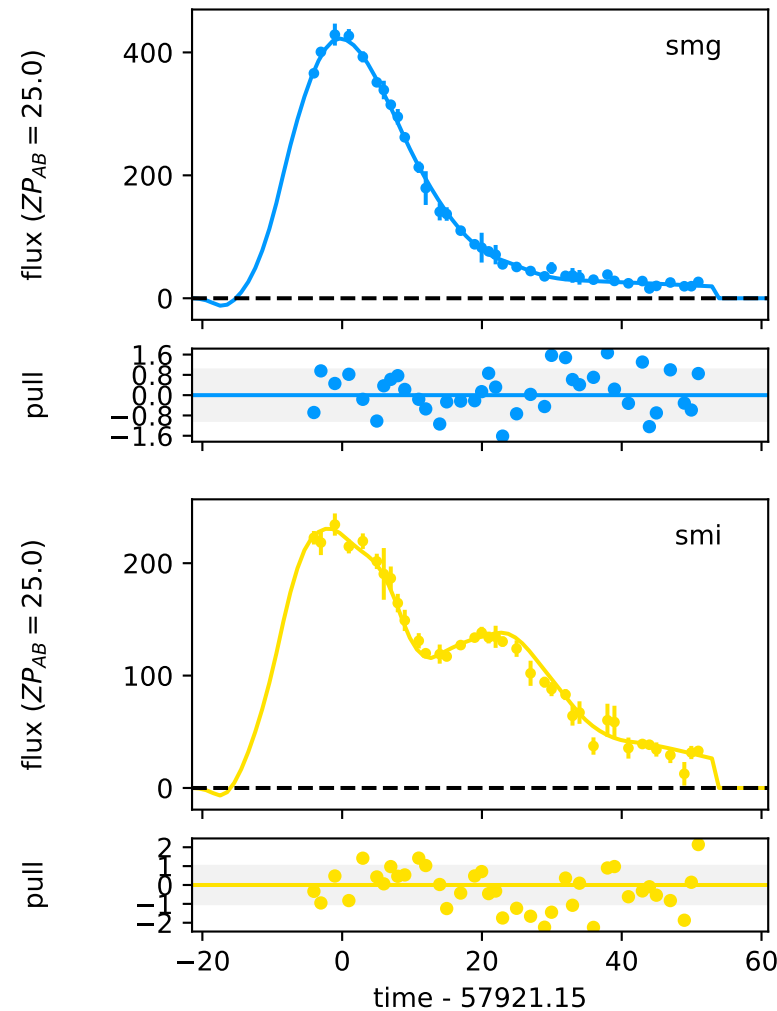 smg
flux (ZP_AB = 25.0)
400
200
0
pull
1.6
0.8
0.0
−0.8
−1.6
smi
flux (ZP_AB = 25.0)
200
100
0
pull
2
1
0
−1
−2
−20 0 20 40 60
time - 57921.15